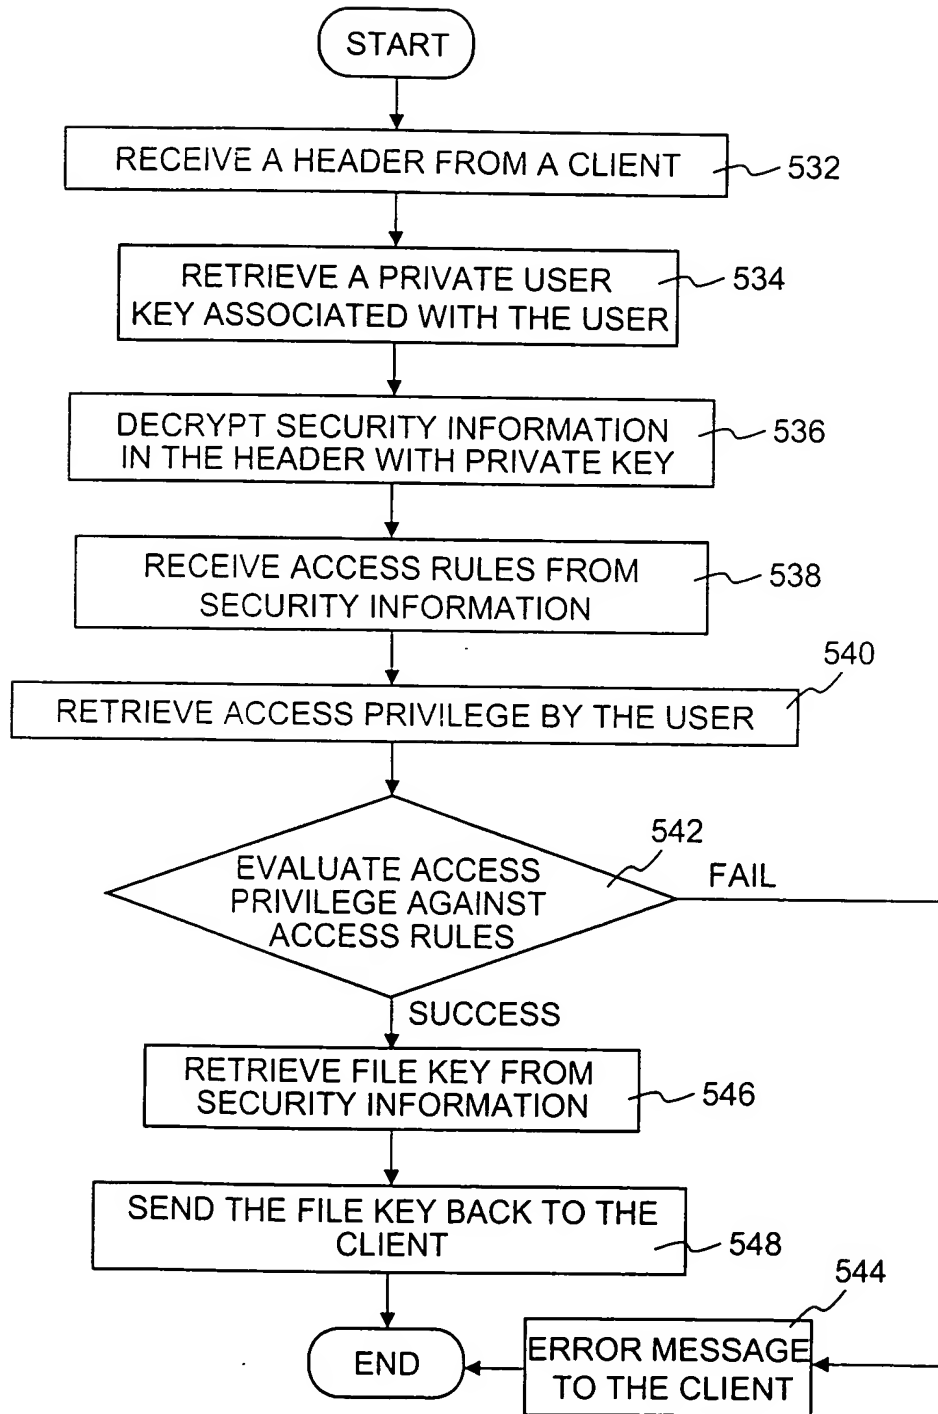 START
RECEIVE A HEADER FROM A CLIENT
532
RETRIEVE A PRIVATE USER
KEY ASSOCIATED WITH THE USER
534
DECRYPT SECURITY INFORMATION
IN THE HEADER WITH PRIVATE KEY
536
RECEIVE ACCESS RULES FROM
SECURITY INFORMATION
538
540
RETRIEVE ACCESS PRIVILEGE BY THE USER
542
EVALUATE ACCESS
PRIVILEGE AGAINST
ACCESS RULES
FAIL
SUCCESS
RETRIEVE FILE KEY FROM
SECURITY INFORMATION
546
SEND THE FILE KEY BACK TO THE
CLIENT
548
544
END
ERROR MESSAGE
TO THE CLIENT